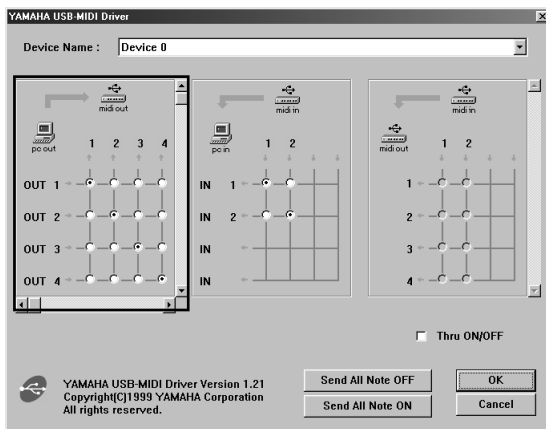 YAMAHA USB-MIDI Driver
Device Name : Device 0
midi out
pc out
1 2 3 4
OUT 1
OUT 2
OUT 3
OUT 4
midi in
pc in
1 2
IN 1
IN 2
IN
IN
midi in
midi out
1 2
1
2
3
4
Thru ON/OFF
YAMAHA USB-MIDI Driver Version 1.21
Copyright[C]1999 YAMAHA Corporation
All rights reserved.
Send All Note OFF
Send All Note ON
OK
Cancel